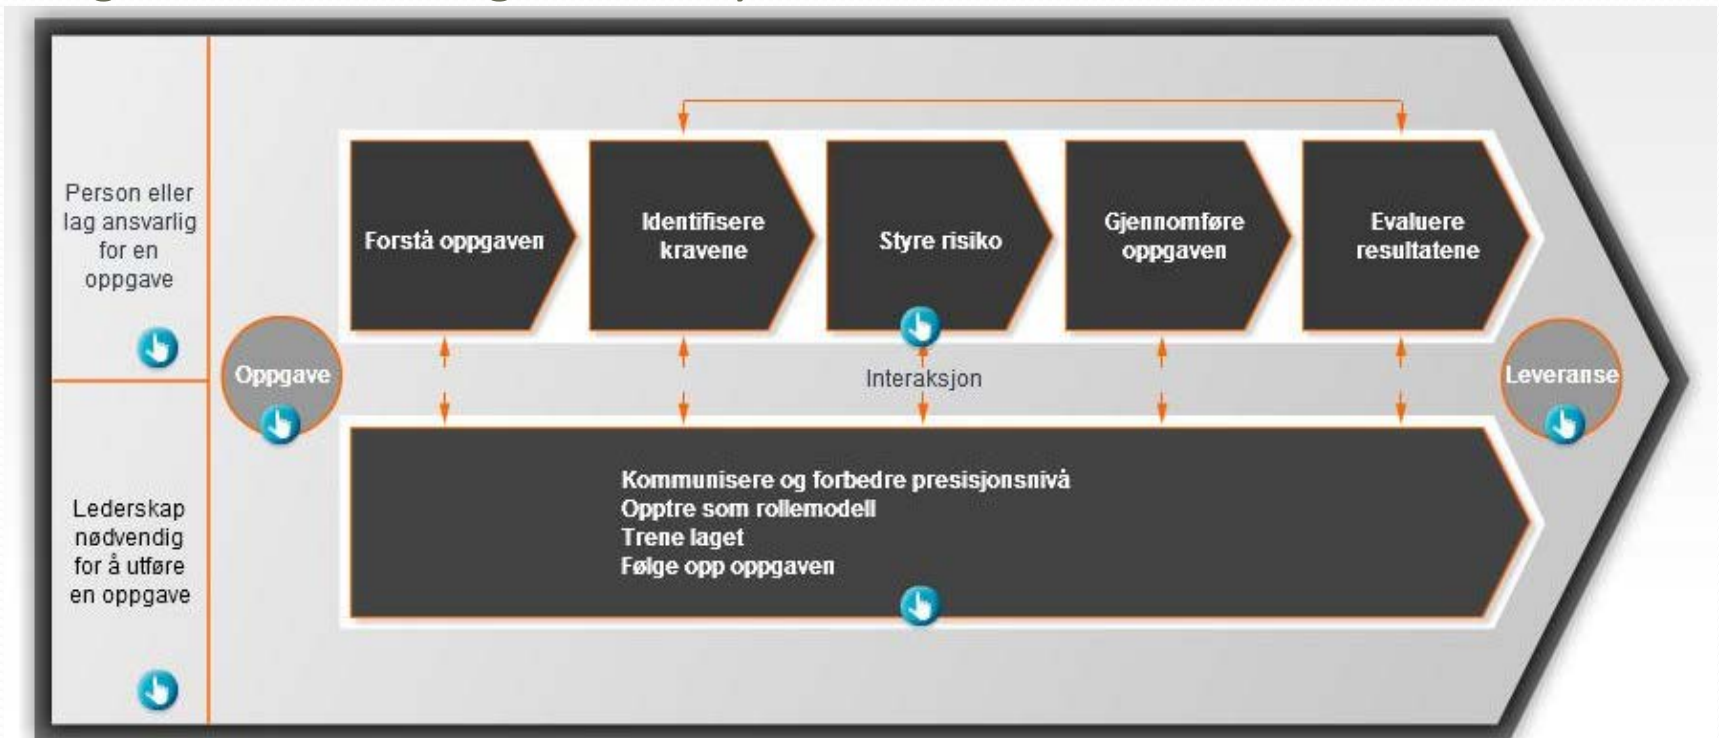 Person eller
lag ansvarlig
for en
oppgave
Oppgave
Forstå oppgaven
Identifisere
kravene
Styre risiko
Gjennomføre
oppgaven
Evaluere
resultatene
Interaksjon
Leveranse
Lederskap
nødvendig
for å utføre
en oppgave
Kommunisere og forbedre presisjonsnivå
Opptre som rollemodell
Trene laget
Følge opp oppgaven